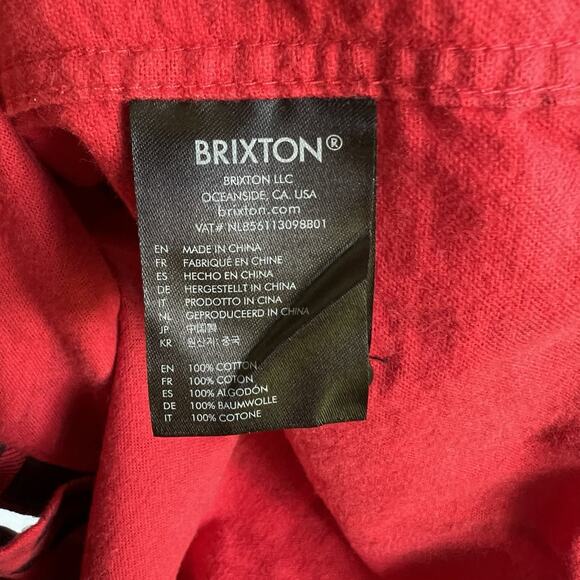 BRIXTON®
BRIXTON LLC
OCEANSIDE, CA. USA
brixton.com
VAT# NL856113098B01
EN MADE IN CHINA
FR FABRIQUÉ EN CHINE
ES HECHO EN CHINA
DE HERGESTELLT IN CHINA
IT PRODOTTO IN CINA
NL GEPRODUCEERD IN CHINA
JP 中国製
KR 원산지: 중국
EN 100% COTTON
FR 100% COTON
ES 100% ALGODÓN
DE 100% BAUMWOLLE
IT 100% COTONE